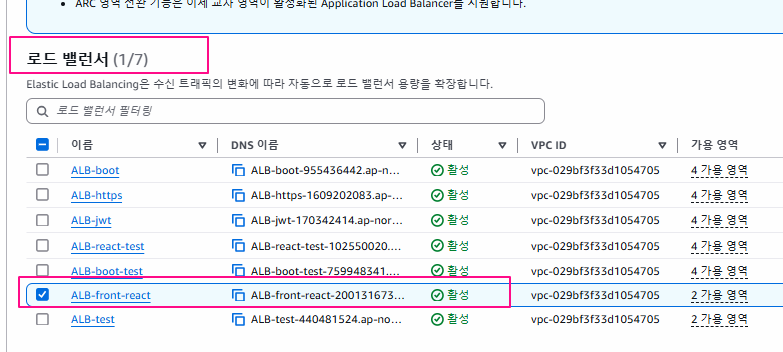 ARC 영역 전환 기능은 이제 교차 영역이 활성화된 Application Load Balancer를 지원합니다.
로드 밸런서 (1/7)
Elastic Load Balancing은 수신 트래픽의 변화에 따라 자동으로 로드 밸런서 용량을 확장합니다.
로드 밸런서 필터링
이름 DNS 이름 상태 VPC ID 가용 영역
ALB-boot ALB-boot-955436442.ap-n... 활성 vpc-029bf3f33d1054705 4 가용 영역
ALB-https ALB-https-1609202083.ap-... 활성 vpc-029bf3f33d1054705 4 가용 영역
ALB-jwt ALB-jwt-170342414.ap-nor... 활성 vpc-029bf3f33d1054705 4 가용 영역
ALB-react-test ALB-react-test-102550020.... 활성 vpc-029bf3f33d1054705 4 가용 영역
ALB-boot-test ALB-boot-test-759948341.... 활성 vpc-029bf3f33d1054705 4 가용 영역
ALB-front-react ALB-front-react-200131673... 활성 vpc-029bf3f33d1054705 2 가용 영역
ALB-test ALB-test-440481524.ap-no... 활성 vpc-029bf3f33d1054705 2 가용 영역